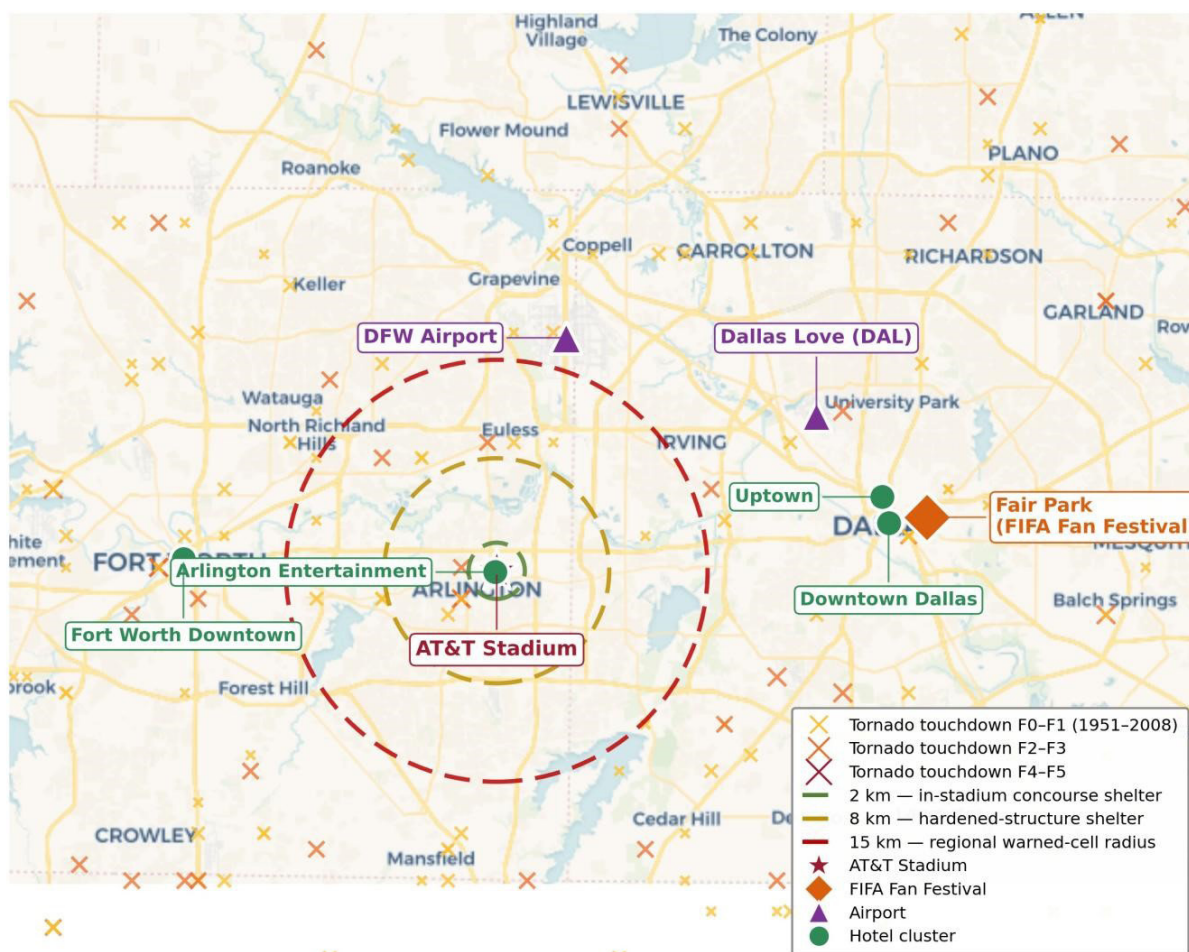 ALLEN
Highland
Village
The Colony
LEWISVILLE
Flower Mound
PLANO
Roanoke
Coppell
CARROLLTON
RICHARDSON
Grapevine
Keller
GARLAND
DFW Airport
Dallas Love (DAL)
Watauga
University Park
North Richland
Hills
Euless
IRVING
Uptown
Fair Park
(FIFA Fan Festival
FORT
Arlington Entertainment
ARLINGTON
Downtown Dallas
Balch Springs
Fort Worth Downtown
AT&T Stadium
Forest Hill
Tornado touchdown F0–F1 (1951–2008)
Tornado touchdown F2–F3
Tornado touchdown F4–F5
2 km — in-stadium concourse shelter
8 km — hardened-structure shelter
15 km — regional warned-cell radius
AT&T Stadium
FIFA Fan Festival
Airport
Hotel cluster
CROWLEY
Cedar Hill
Mansfield